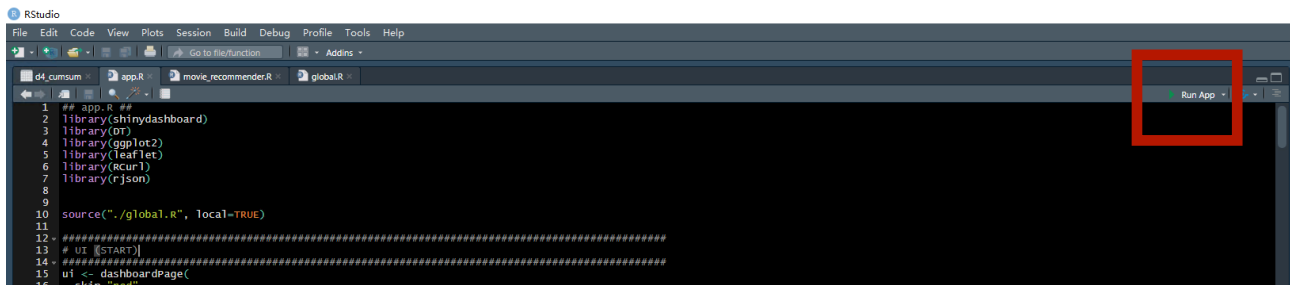 RStudio
File Edit Code View Plots Session Build Debug Profile Tools Help
Go to file/function Addins
d4_cumsum app.R movie_recommender.R global.R
Run App
1 ## app.R ##
2 library(shinydashboard)
3 library(DT)
4 library(ggplot2)
5 library(leaflet)
6 library(RCurl)
7 library(rjson)
8
9
10 source("./global.R", local=TRUE)
11
12 ###############################################################################################
13 # UI (START)
14 ###############################################################################################
15 ui <- dashboardPage(
16 skin "red"